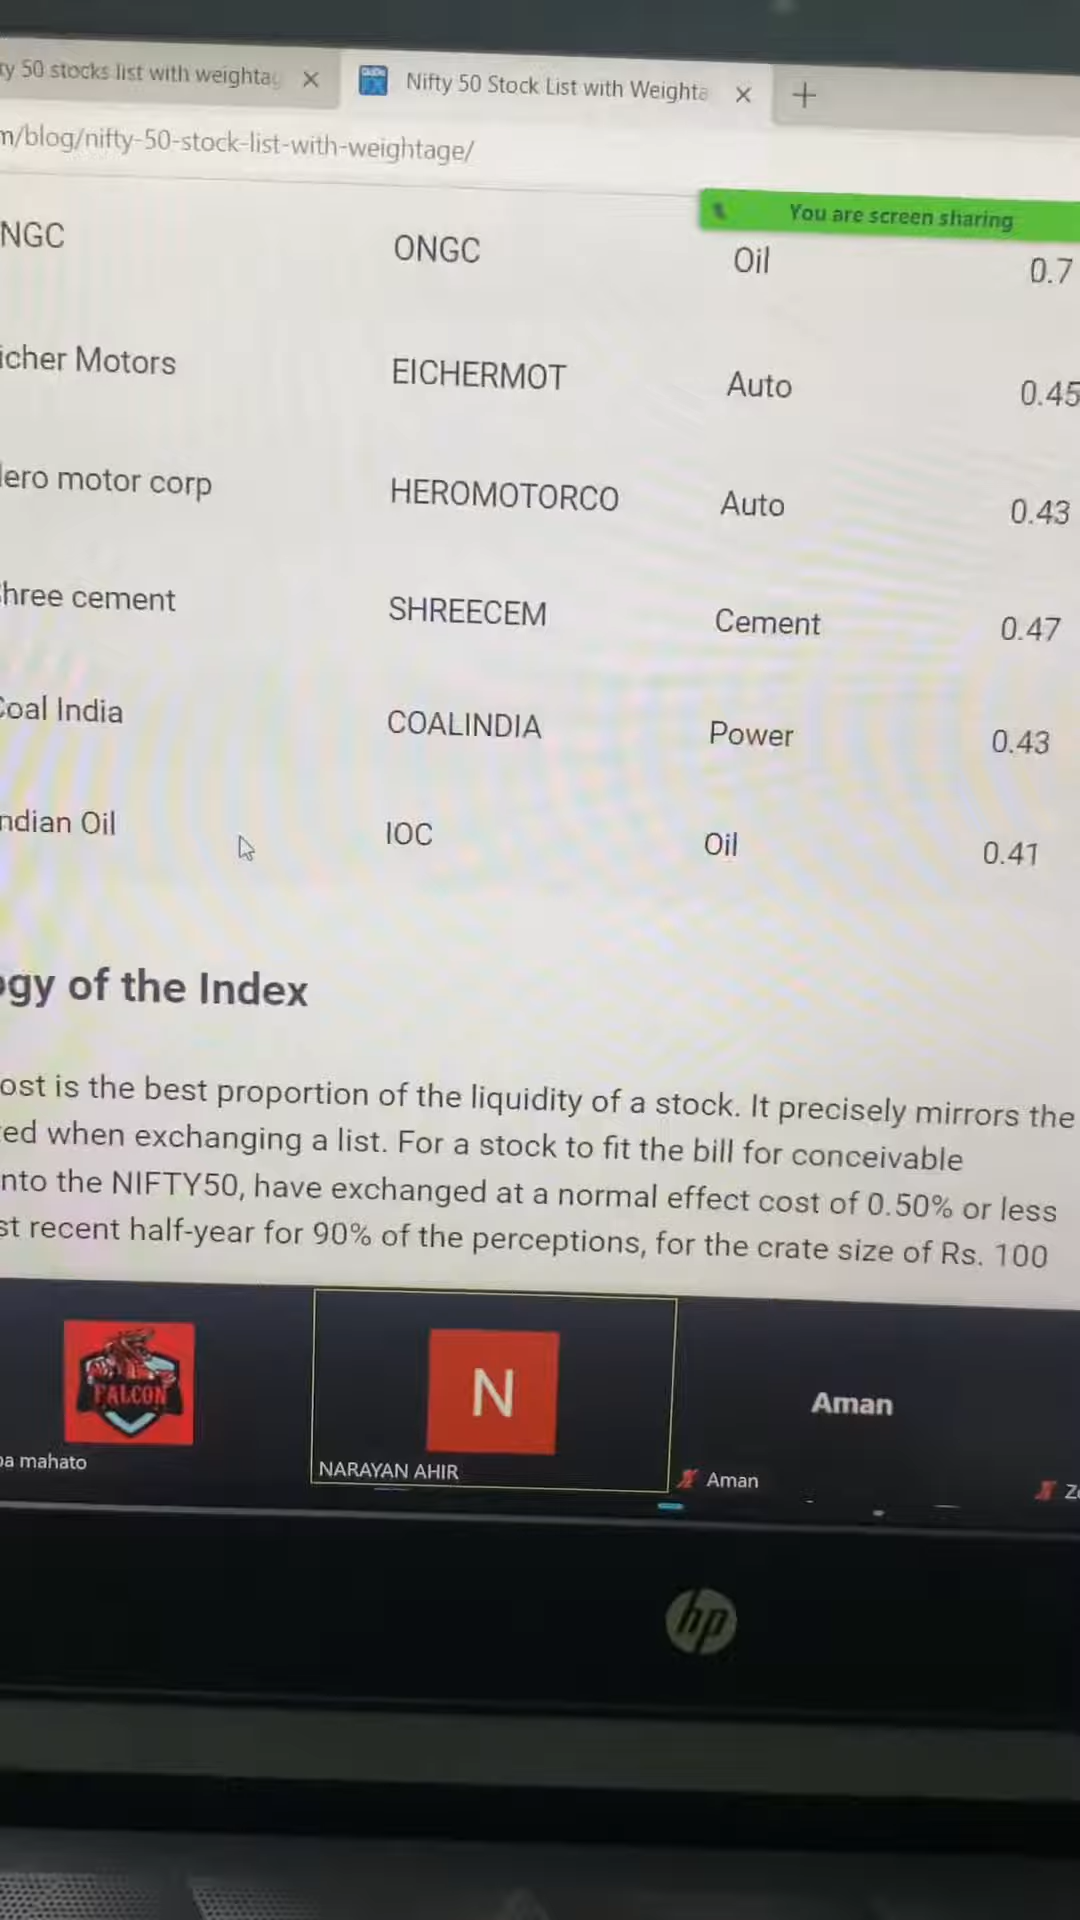 ty 50 stocks list with weightag
Nifty 50 Stock List with Weighta
m/blog/nifty-50-stock-list-with-weightage/
You are screen sharing
NGC ONGC Oil 0.7
icher Motors EICHERMOT Auto 0.45
ero motor corp HEROMOTORCO Auto 0.43
hree cement SHREECEM Cement 0.47
Coal India COALINDIA Power 0.43
ndian Oil IOC Oil 0.41
ogy of the Index
ost is the best proportion of the liquidity of a stock. It precisely mirrors the
ed when exchanging a list. For a stock to fit the bill for conceivable
nto the NIFTY50, have exchanged at a normal effect cost of 0.50% or less
st recent half-year for 90% of the perceptions, for the crate size of Rs. 100
FALCON
N
Aman
pa mahato
NARAYAN AHIR
Aman
hp